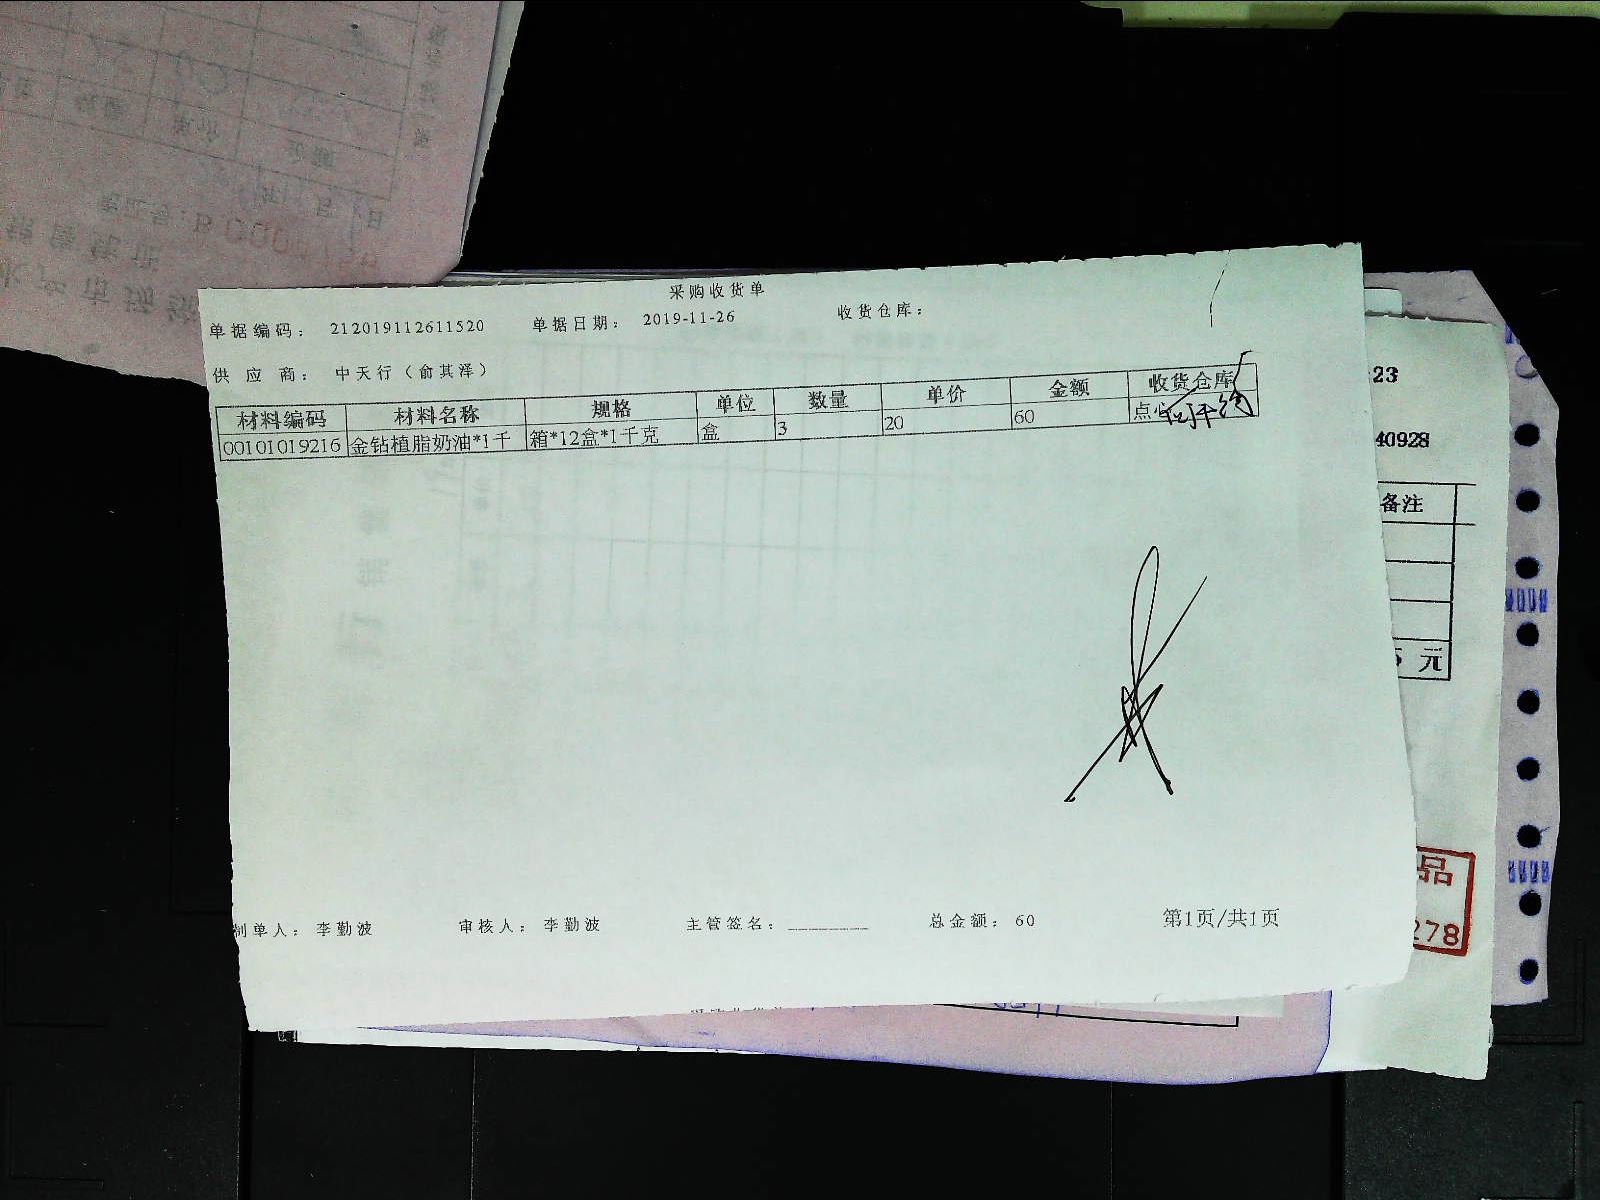 采购收货单
单据编码： 212019112611520 单据日期： 2019-11-26 收货仓库：
供应商： 中天行（俞其泽）
材料编码 材料名称 规格 单位 数量 单价 金额 收货仓库
00101019216 金钻植脂奶油*1千 箱*12盒*1千克 盒 3 20 60 点心
制单人： 李勤波 审核人： 李勤波 主管签名：________ 总金额： 60 第1页/共1页
23
40928
备注
元
品
278